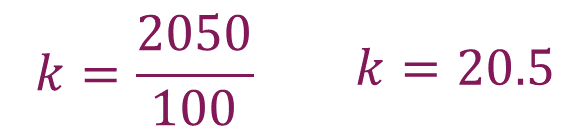 k = 2050/100
k = 20.5